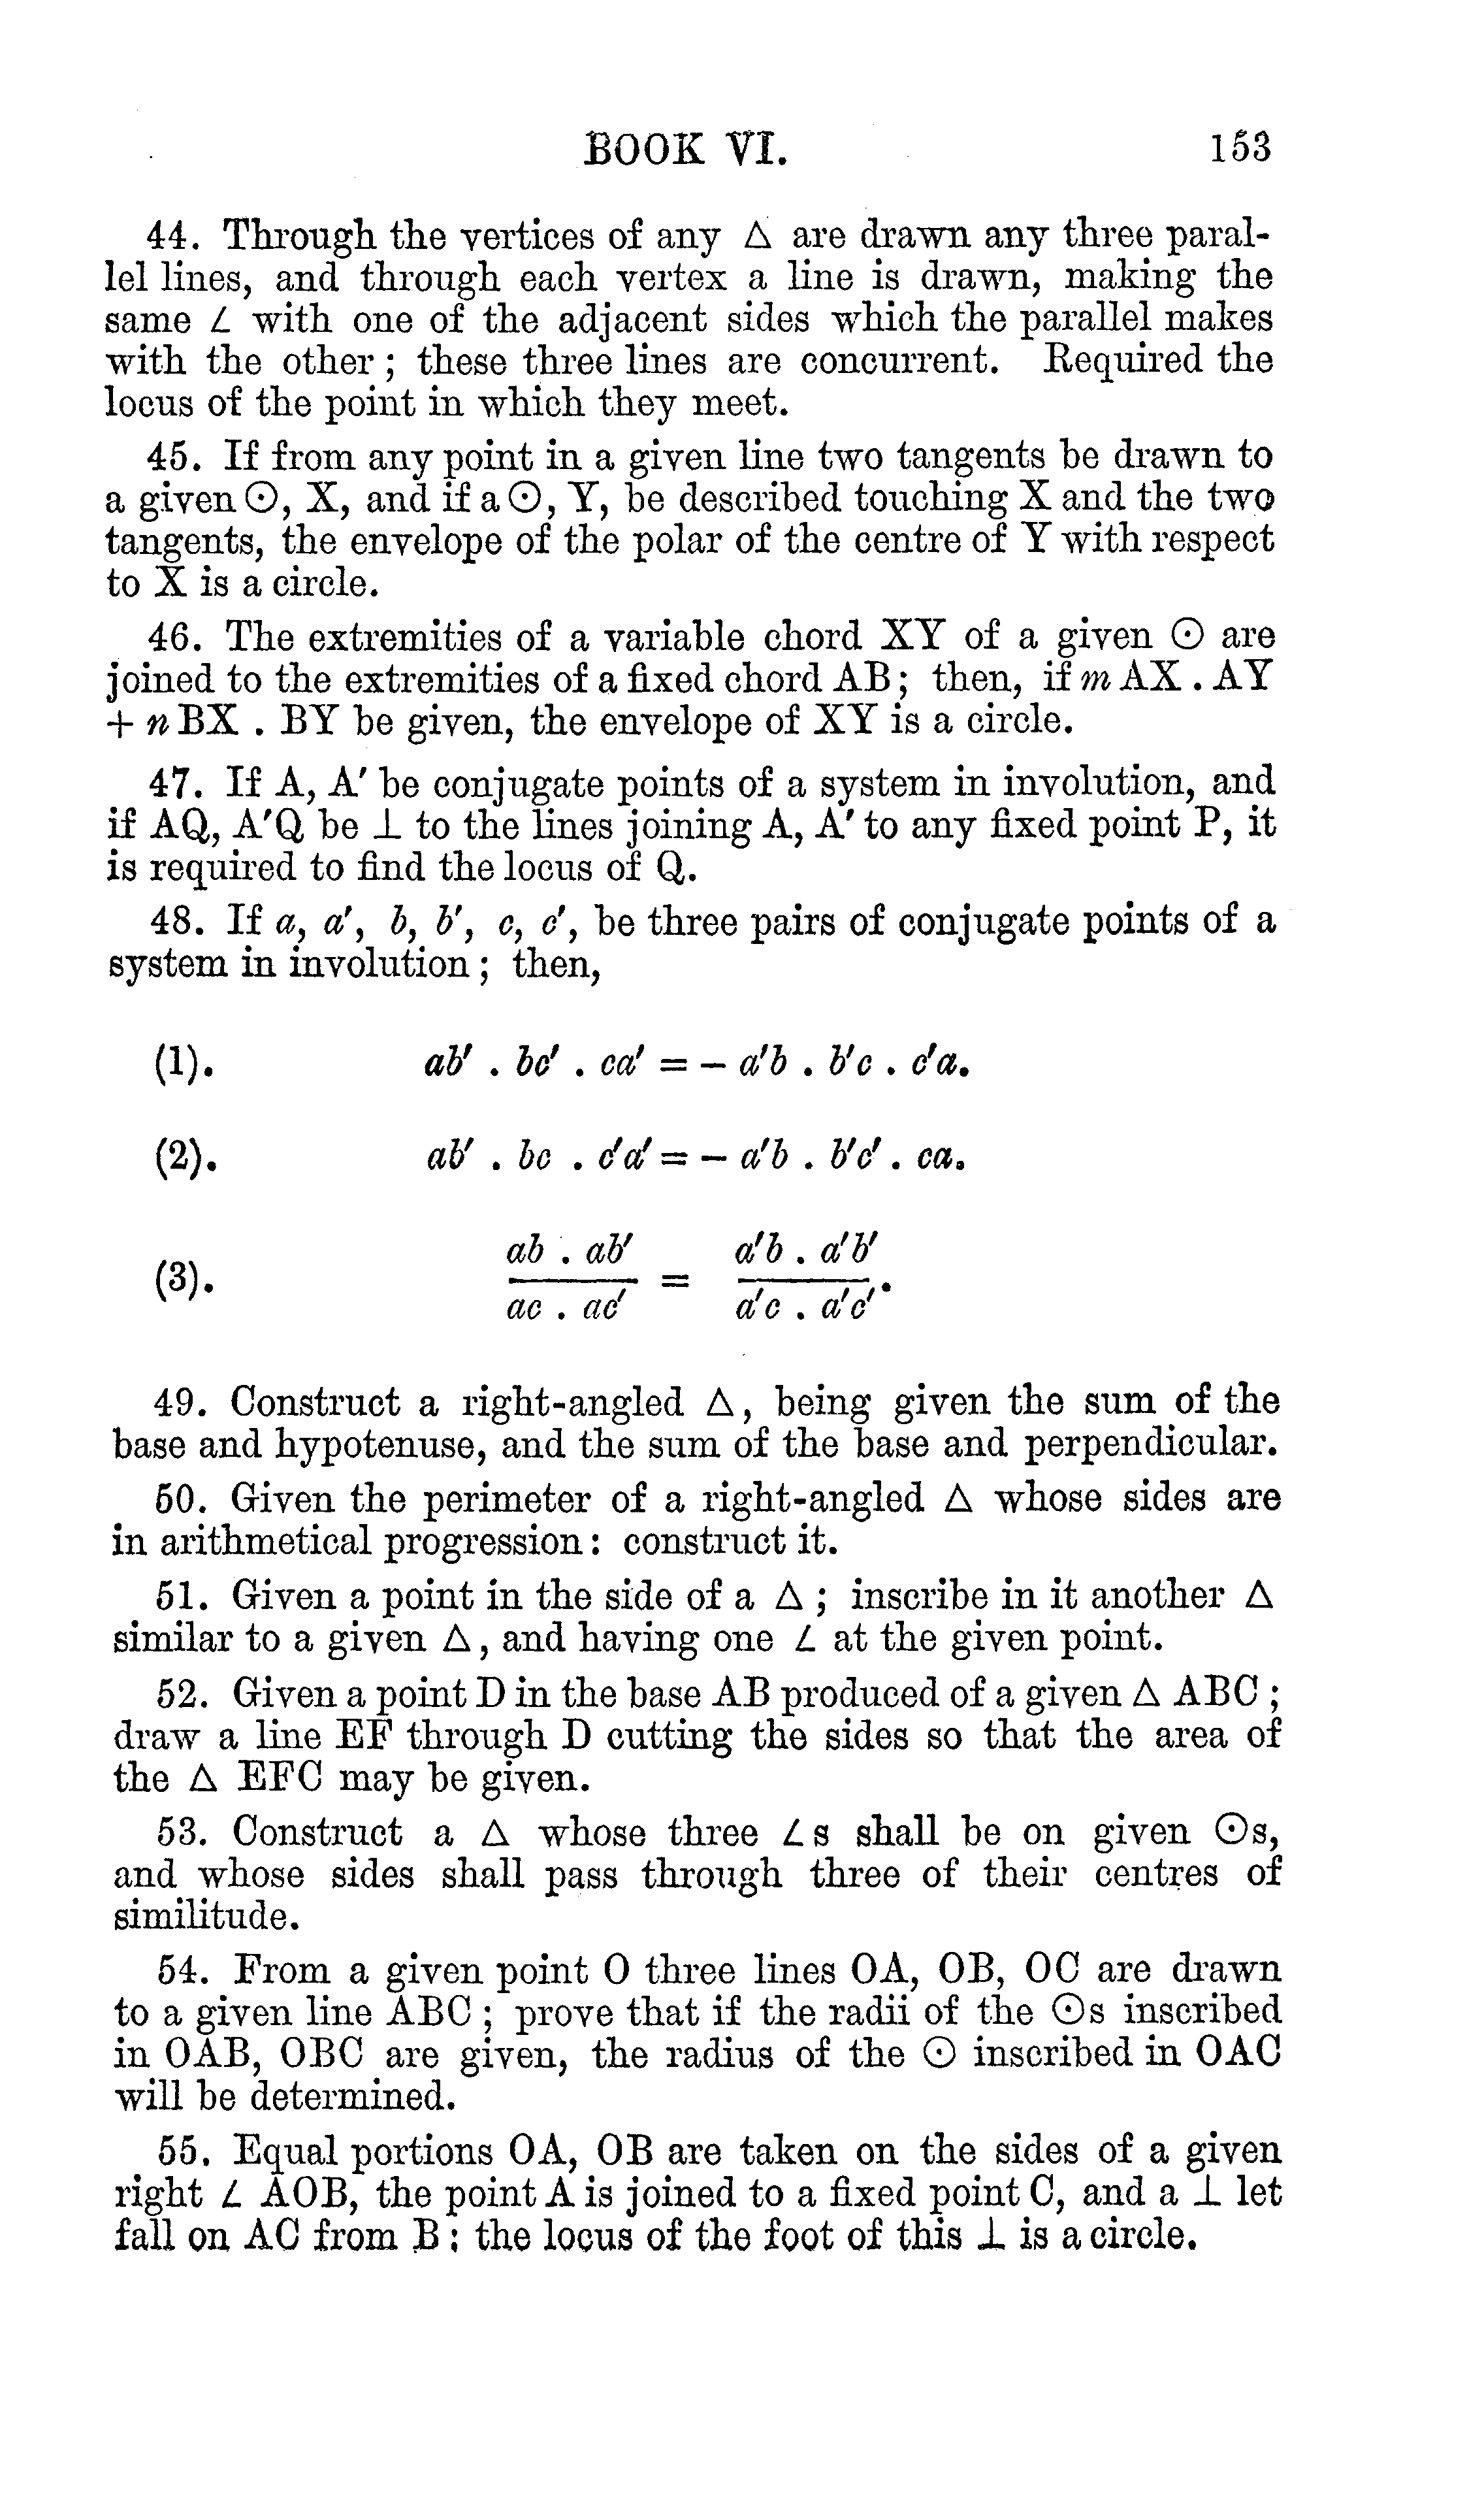 BOOK VI. 153
44. Through the vertices of any △ are drawn any three paral-
lel lines, and through each vertex a line is drawn, making the
same ∠ with one of the adjacent sides which the parallel makes
with the other ; these three lines are concurrent. Required the
locus of the point in which they meet.
45. If from any point in a given line two tangents be drawn to
a given ⊙, X, and if a ⊙, Y, be described touching X and the two
tangents, the envelope of the polar of the centre of Y with respect
to X is a circle.
46. The extremities of a variable chord XY of a given ⊙ are
joined to the extremities of a fixed chord AB ; then, if m AX . AY
+ n BX . BY be given, the envelope of XY is a circle.
47. If A, A′ be conjugate points of a system in involution, and
if AQ, A′Q be ⊥ to the lines joining A, A′ to any fixed point P, it
is required to find the locus of Q.
48. If a, a′, b, b′, c, c′, be three pairs of conjugate points of a
system in involution ; then,
(1). ab′ . bc′ . ca′ = − a′b . b′c . c′a.
(2). ab′ . bc . c′a′ = − a′b . b′c′ . ca.
ab . ab′ a′b . a′b′
(3). = .
ac . ac′ a′c . a′c′
49. Construct a right-angled △, being given the sum of the
base and hypotenuse, and the sum of the base and perpendicular.
50. Given the perimeter of a right-angled △ whose sides are
in arithmetical progression : construct it.
51. Given a point in the side of a △ ; inscribe in it another △
similar to a given △, and having one ∠ at the given point.
52. Given a point D in the base AB produced of a given △ ABC ;
draw a line EF through D cutting the sides so that the area of
the △ EFC may be given.
53. Construct a △ whose three ∠s shall be on given ⊙s,
and whose sides shall pass through three of their centres of
similitude.
54. From a given point O three lines OA, OB, OC are drawn
to a given line ABC ; prove that if the radii of the ⊙s inscribed
in OAB, OBC are given, the radius of the ⊙ inscribed in OAC
will be determined.
55. Equal portions OA, OB are taken on the sides of a given
right ∠ AOB, the point A is joined to a fixed point C, and a ⊥ let
fall on AC from B : the locus of the foot of this ⊥ is a circle.